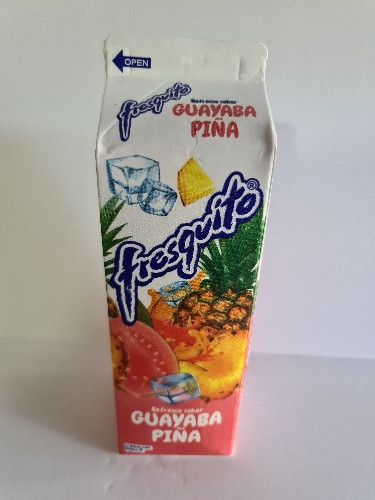 OPEN
fresquito
Refresco sabor
GUAYABA
PIÑA
fresquito®
Refresco sabor
GUAYABA
PIÑA